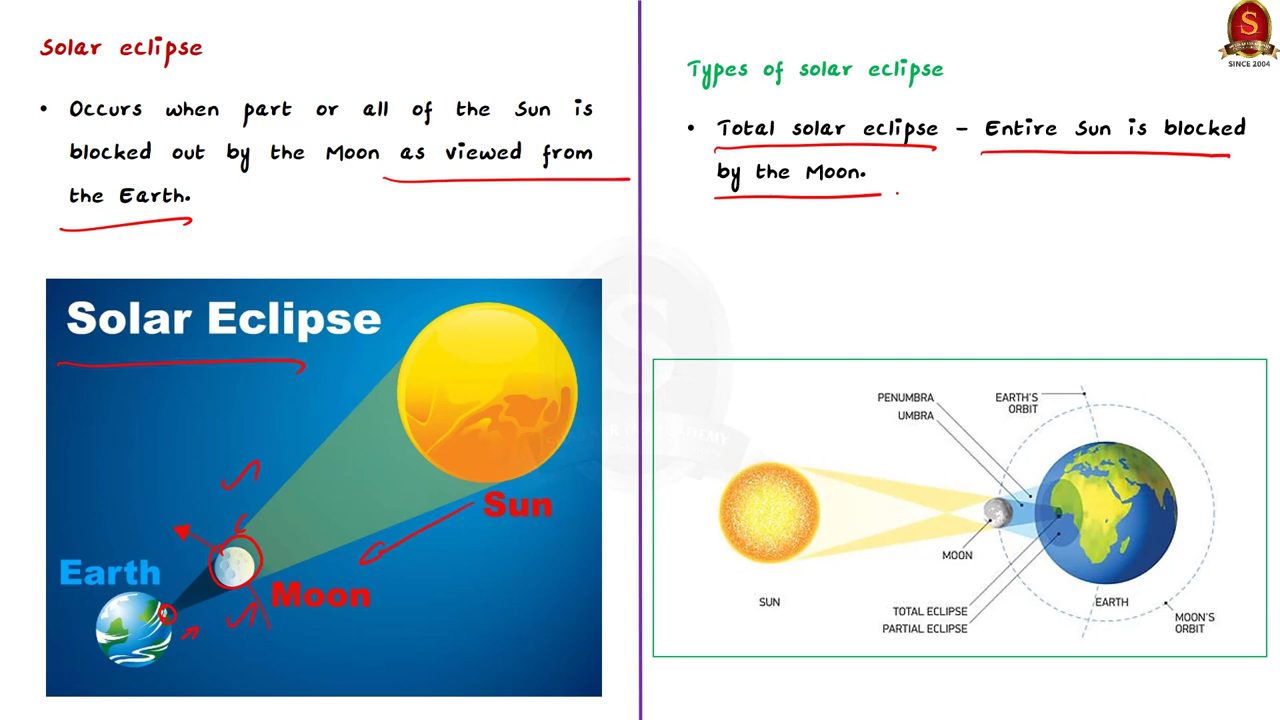 Solar eclipse
• Occurs when part or all of the Sun is
blocked out by the Moon as viewed from
the Earth.
Solar Eclipse
Sun
Earth
Moon
S
SINCE 2004
Types of solar eclipse
• Total solar eclipse – Entire Sun is blocked
by the Moon.
PENUMBRA
UMBRA
EARTH'S
ORBIT
MOON
SUN
TOTAL ECLIPSE
PARTIAL ECLIPSE
EARTH
MOON'S
ORBIT